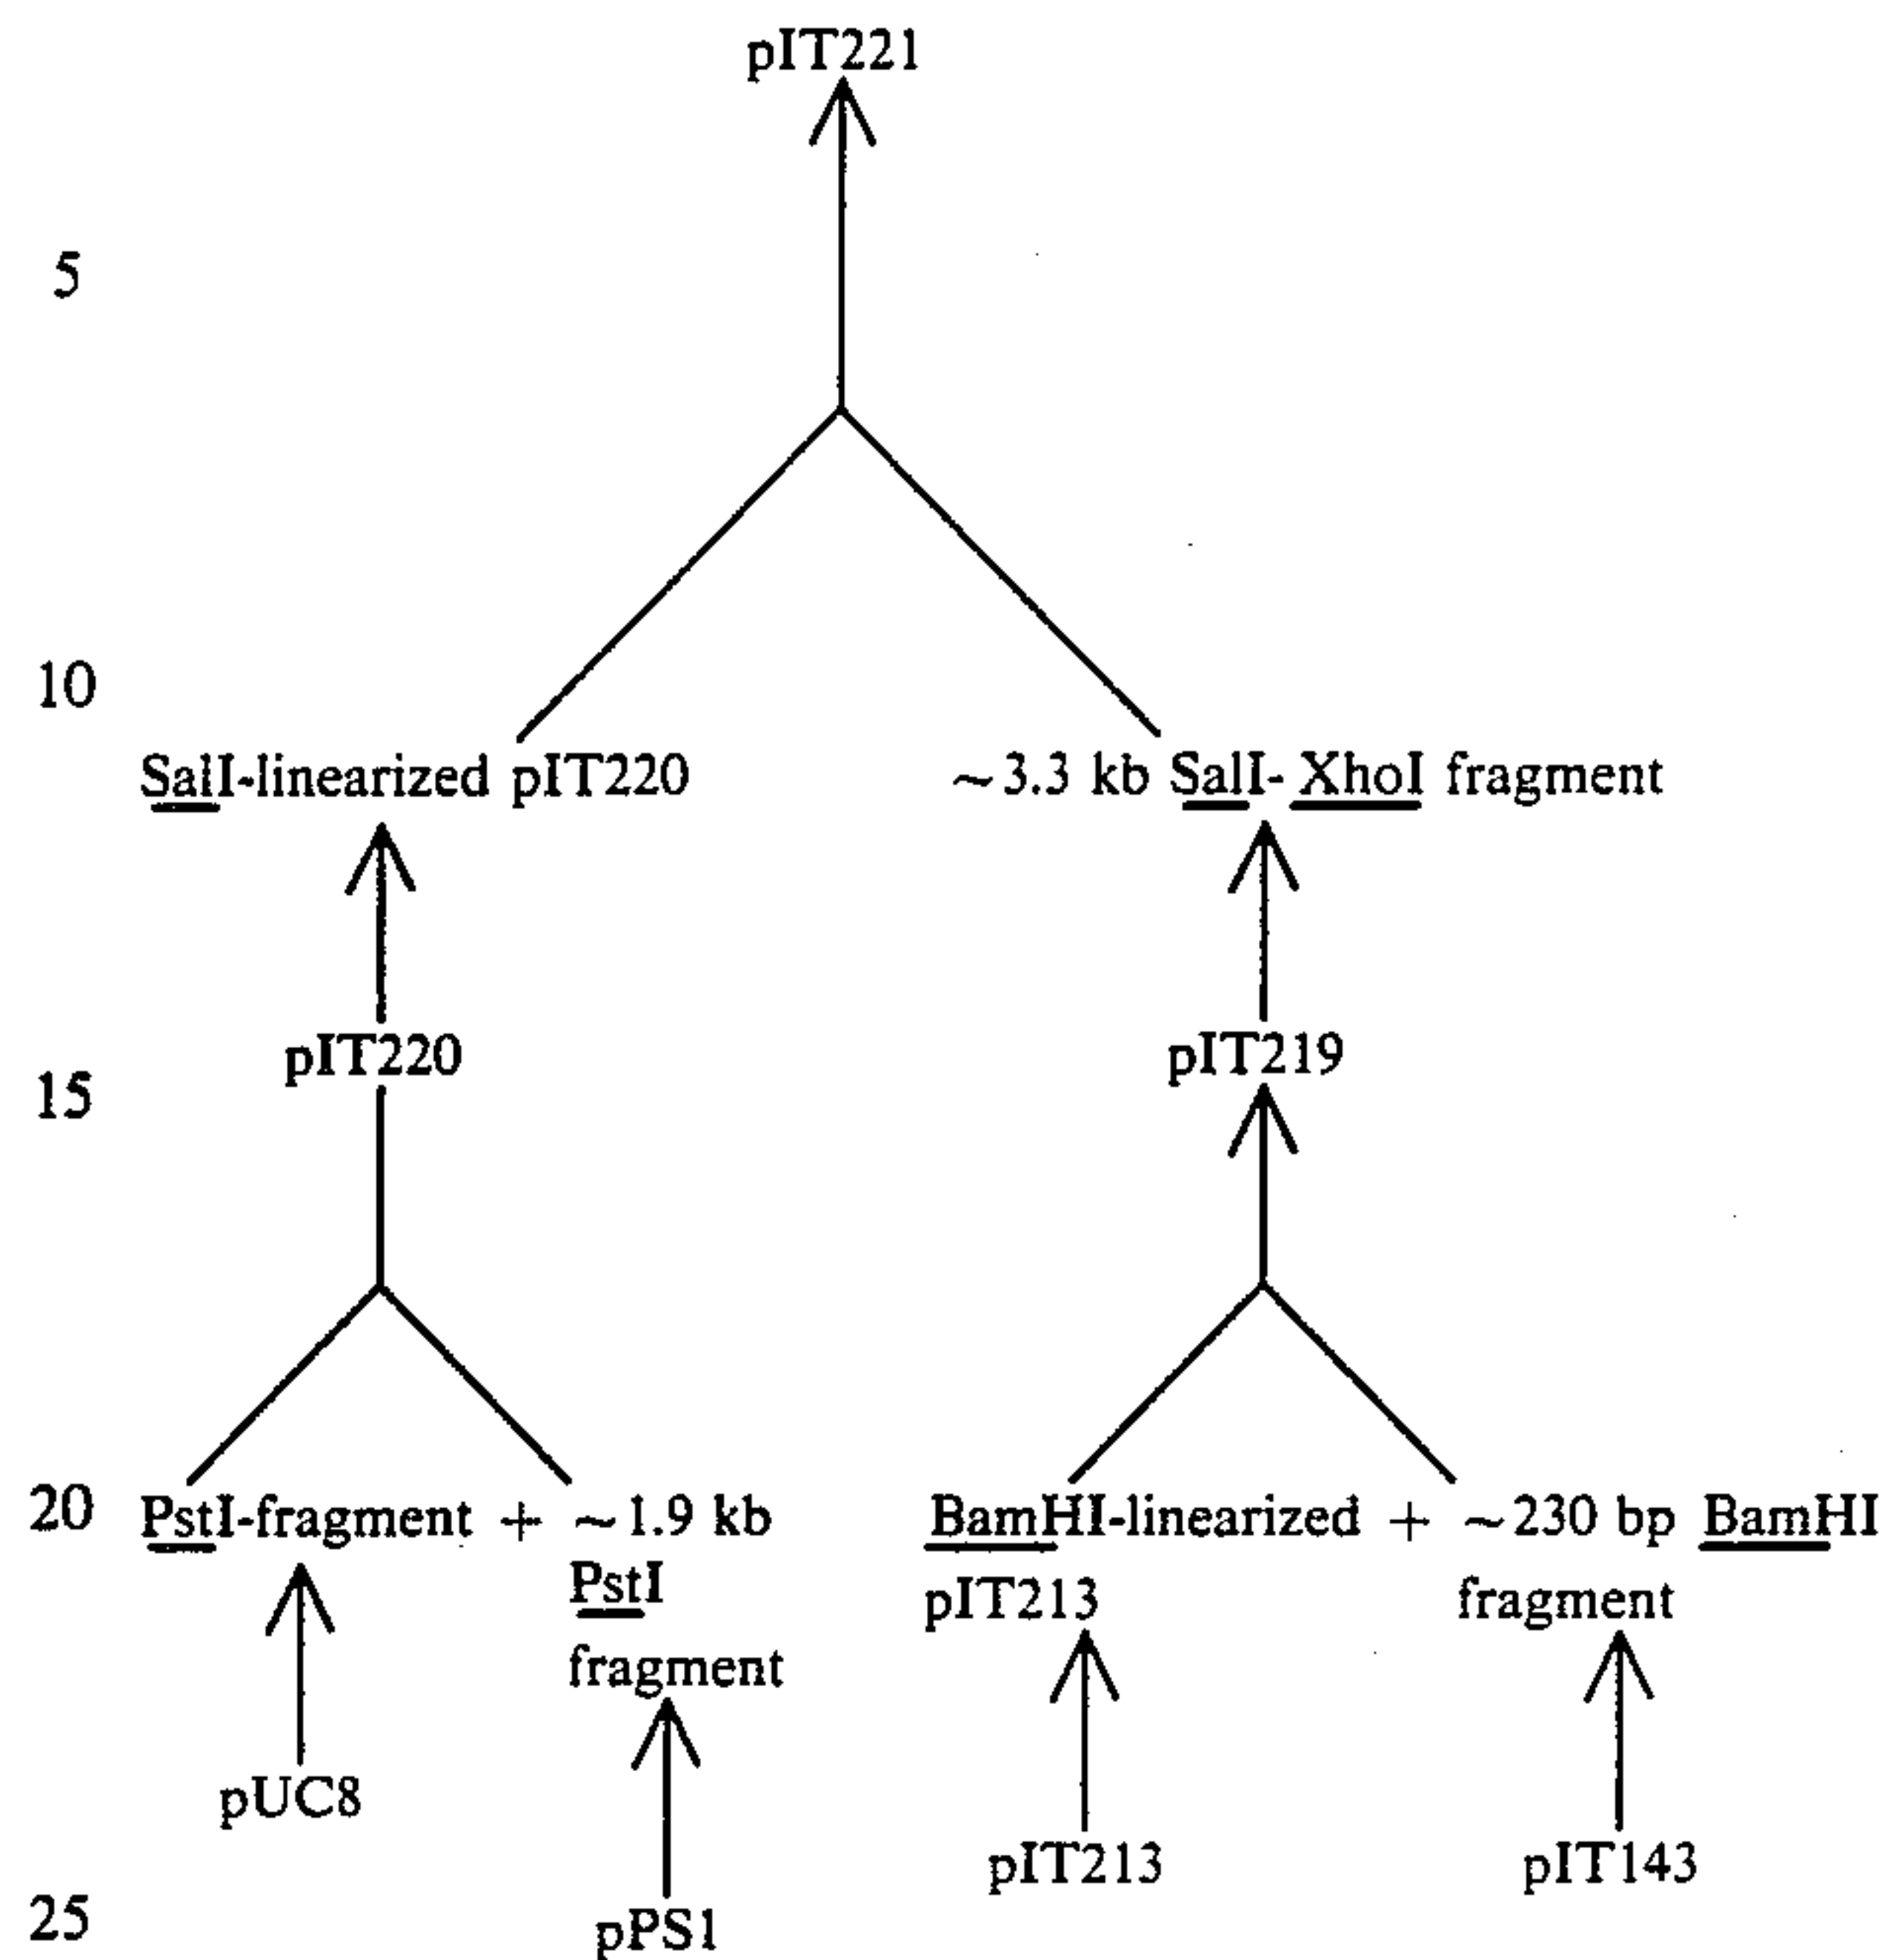 pIT221
5
10
SalI-linearized pIT220 ~3.3 kb SalI- XhoI fragment
pIT220 pIT219
15
20 PstI-fragment + ~1.9 kb BamHI-linearized + ~230 bp BamHI
PstI pIT213 fragment
fragment
pUC8
pIT213 pIT143
25
pPS1